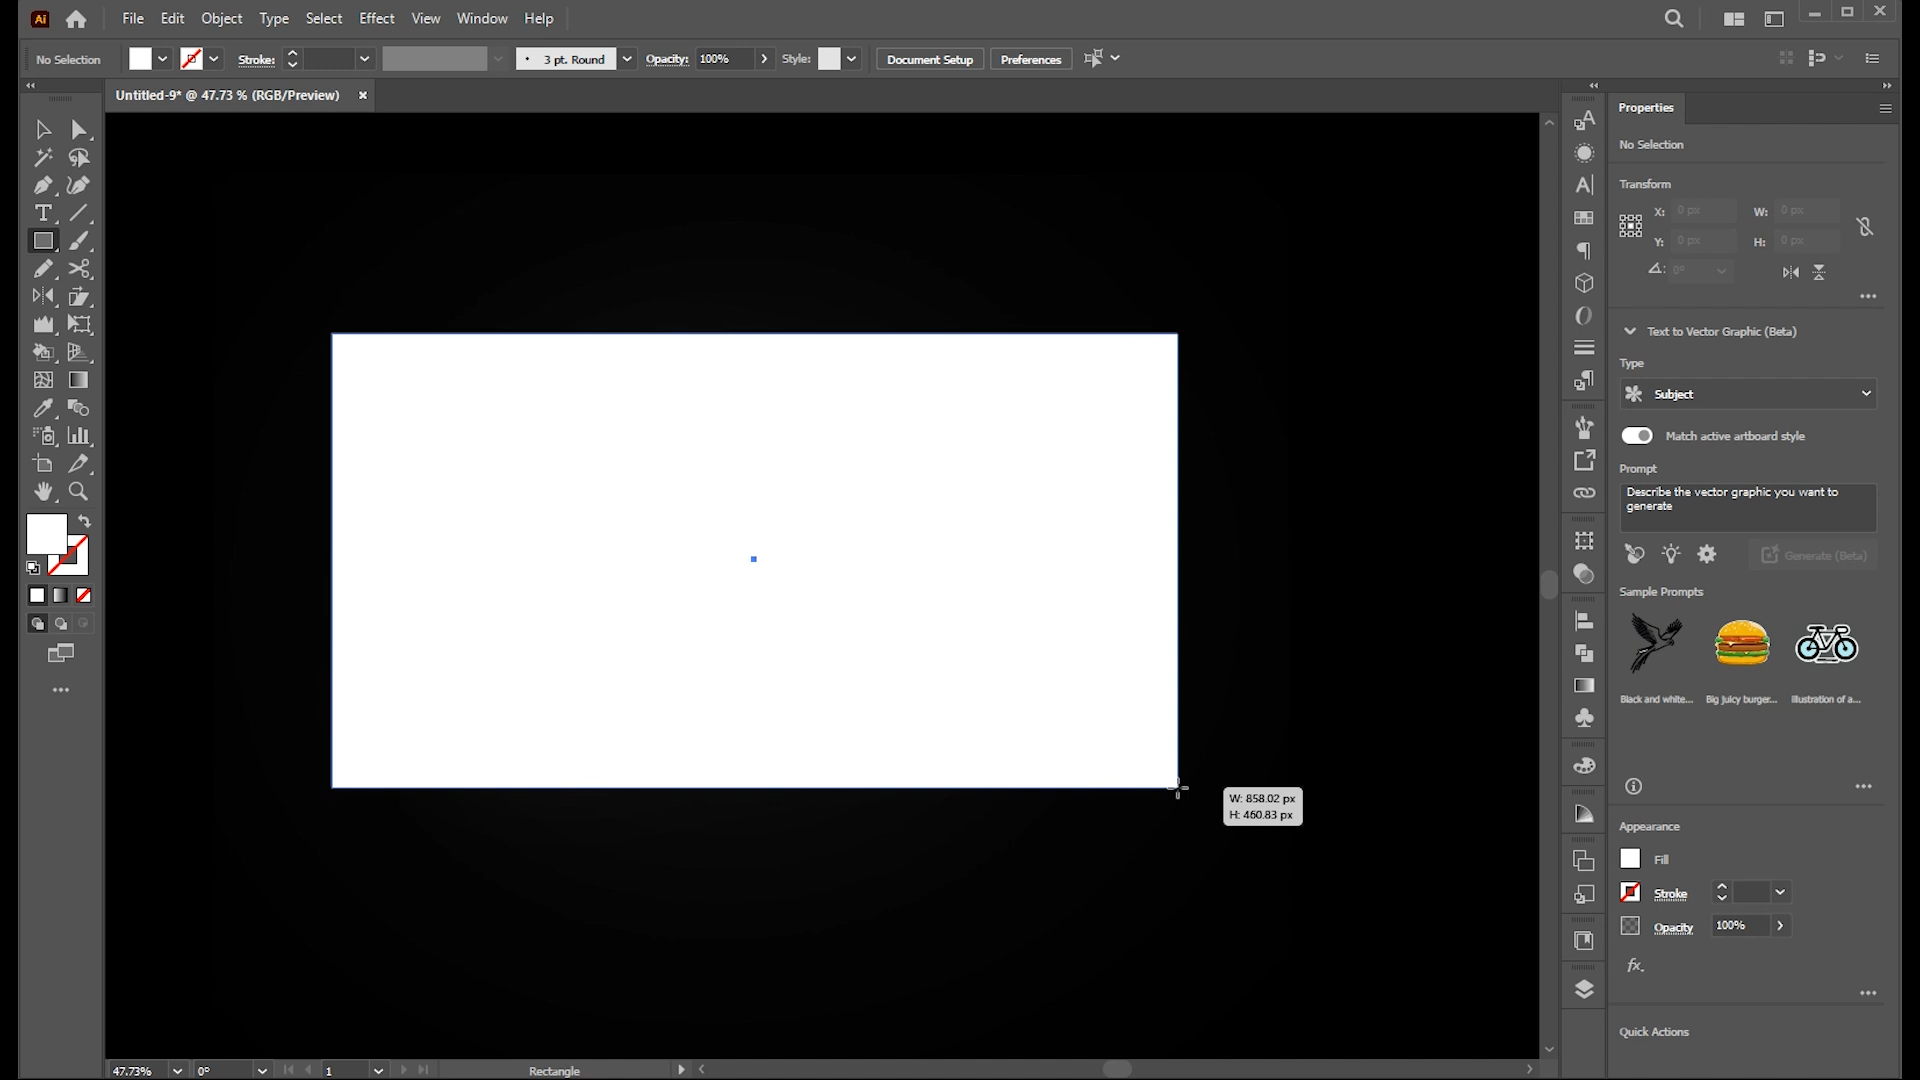 Ai
File Edit Object Type Select Effect View Window Help
No Selection
Stroke:
3 pt. Round
Opacity: 100%
Style:
Document Setup
Preferences
Untitled-9* @ 47.73 % (RGB/Preview)
W: 858.02 px
H: 460.83 px
47.73%
0°
1
Rectangle
Properties
No Selection
Transform
X: 0 px W: 0 px
Y: 0 px H: 0 px
0°
Text to Vector Graphic (Beta)
Type
Subject
Match active artboard style
Prompt
Describe the vector graphic you want to
generate
Generate (Beta)
Sample Prompts
Black and white... Big juicy burger... illustration of a...
Appearance
Fill
Stroke
Opacity 100%
fx.
Quick Actions